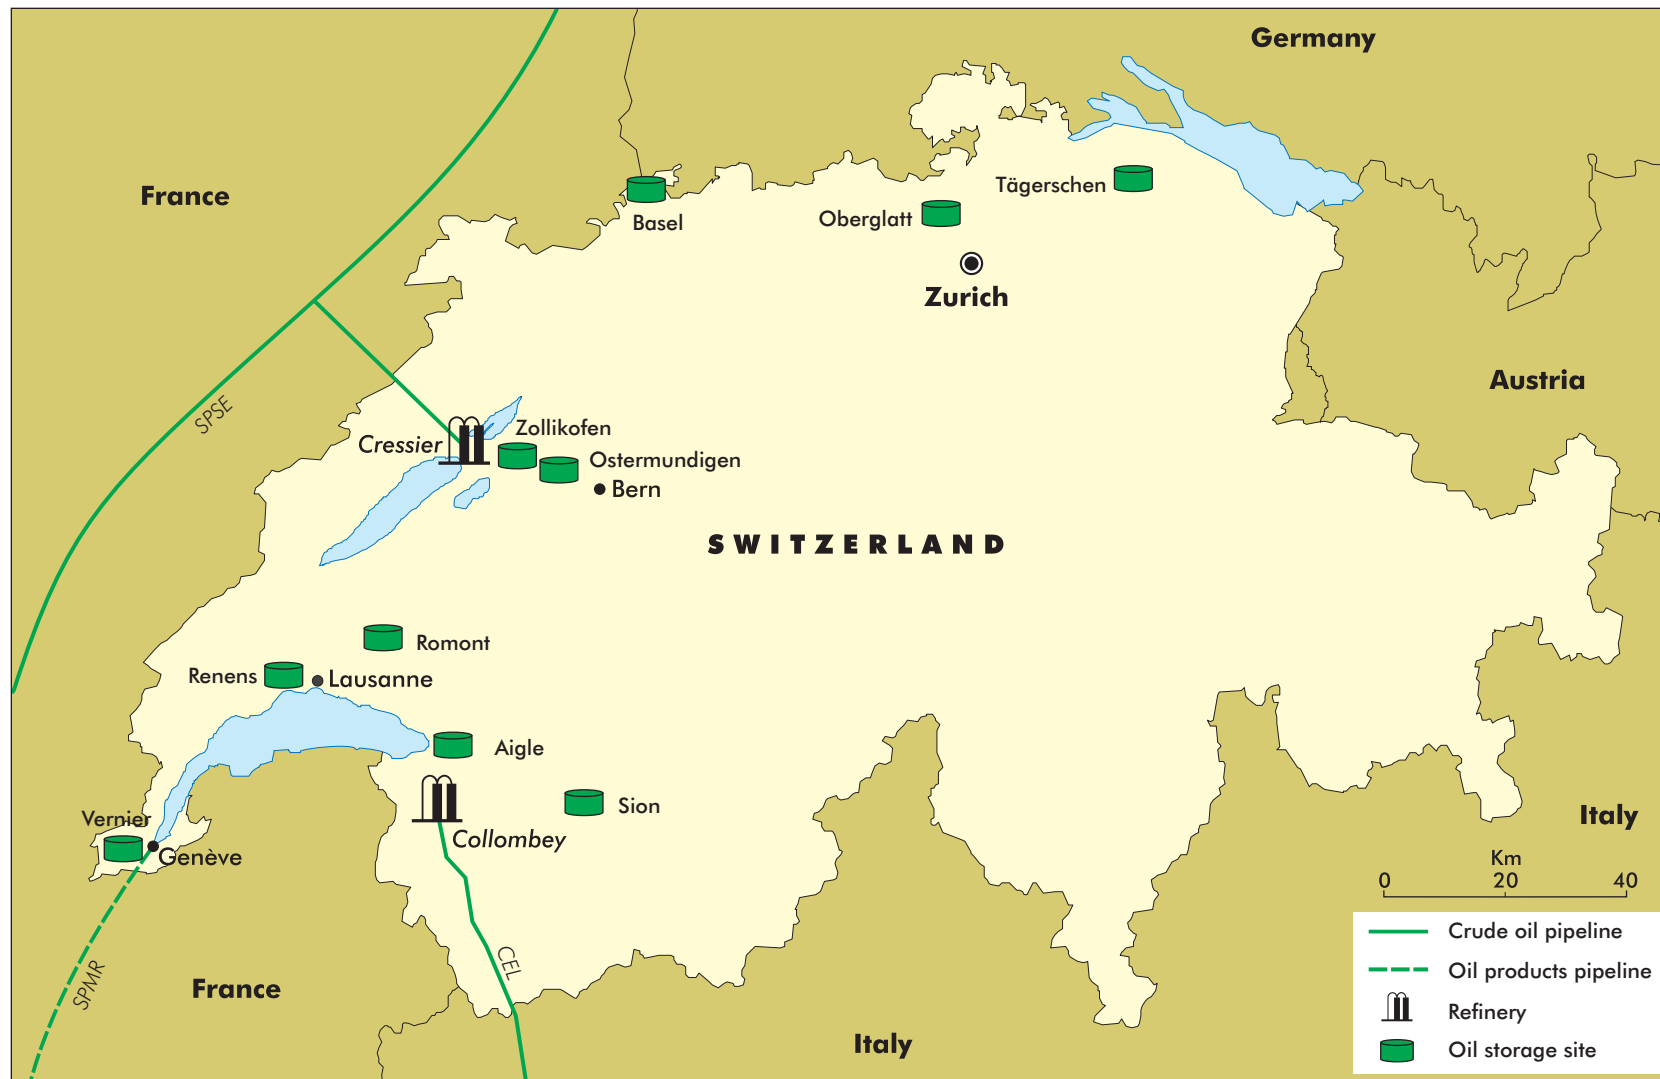 Germany
France
Tägerschen
Basel
Oberglatt
Zurich
Austria
SPSE
Zollikofen
Cressier
Ostermundigen
Bern
SWITZERLAND
Romont
Renens
Lausanne
Aigle
Sion
Vernier
Collombey
Genève
Italy
Km
0 20 40
CEL
SPMR
France
Italy
Crude oil pipeline
Oil products pipeline
Refinery
Oil storage site